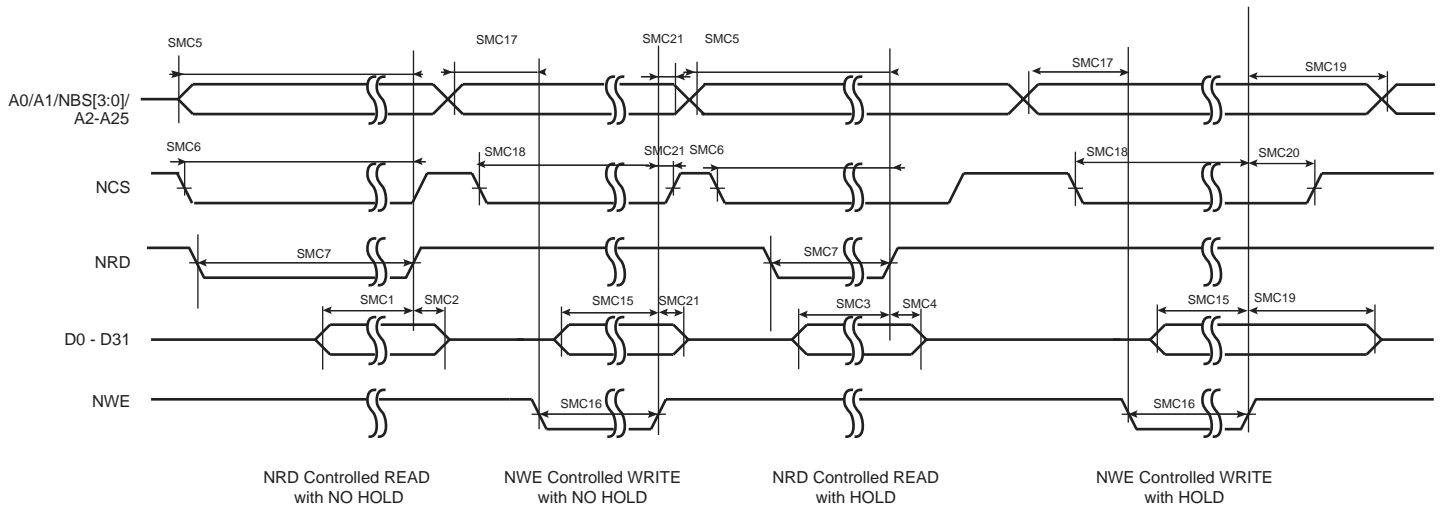 SMC5
SMC17
SMC21
SMC5
SMC17
SMC19
A0/A1/NBS[3:0]/
A2-A25
SMC6
SMC18
SMC21
SMC6
SMC18
SMC20
NCS
SMC7
SMC7
NRD
SMC1
SMC2
SMC15
SMC21
SMC3
SMC4
SMC15
SMC19
D0 - D31
NWE
SMC16
SMC16
NRD Controlled READ
with NO HOLD
NWE Controlled WRITE
with NO HOLD
NRD Controlled READ
with HOLD
NWE Controlled WRITE
with HOLD